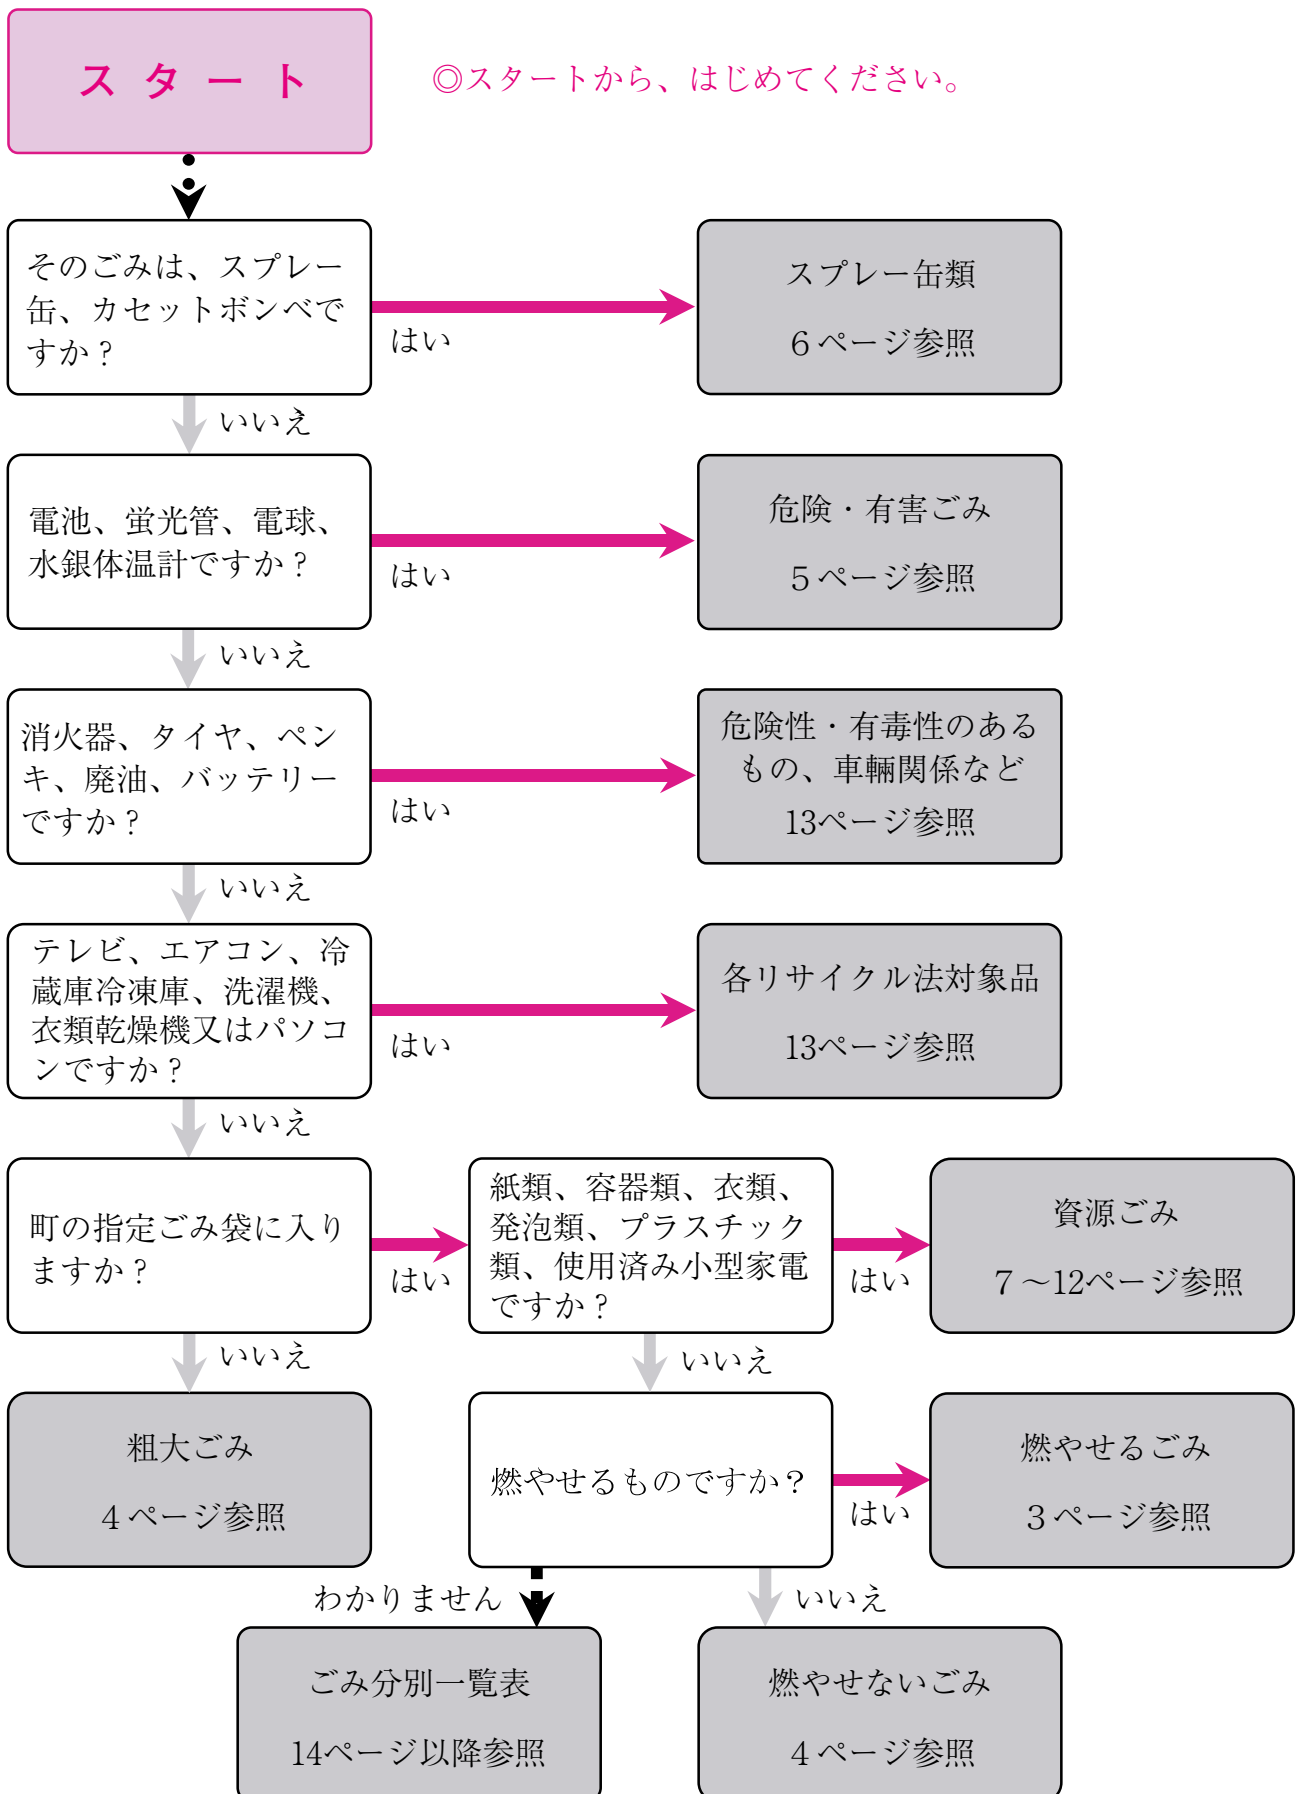 スタート
◎スタートから、はじめてください。
そのごみは、スプレー
缶、カセットボンベで
すか？
はい
スプレー缶類
６ページ参照
いいえ
電池、蛍光管、電球、
水銀体温計ですか？
はい
危険・有害ごみ
５ページ参照
いいえ
消火器、タイヤ、ペン
キ、廃油、バッテリー
ですか？
はい
危険性・有毒性のある
もの、車輛関係など
13ページ参照
いいえ
テレビ、エアコン、冷
蔵庫冷凍庫、洗濯機、
衣類乾燥機又はパソコ
ンですか？
はい
各リサイクル法対象品
13ページ参照
いいえ
町の指定ごみ袋に入り
ますか？
はい
紙類、容器類、衣類、
発泡類、プラスチック
類、使用済み小型家電
ですか？
はい
資源ごみ
７～12ページ参照
いいえ
いいえ
粗大ごみ
４ページ参照
燃やせるものですか？
はい
燃やせるごみ
３ページ参照
わかりません
いいえ
ごみ分別一覧表
14ページ以降参照
燃やせないごみ
４ページ参照